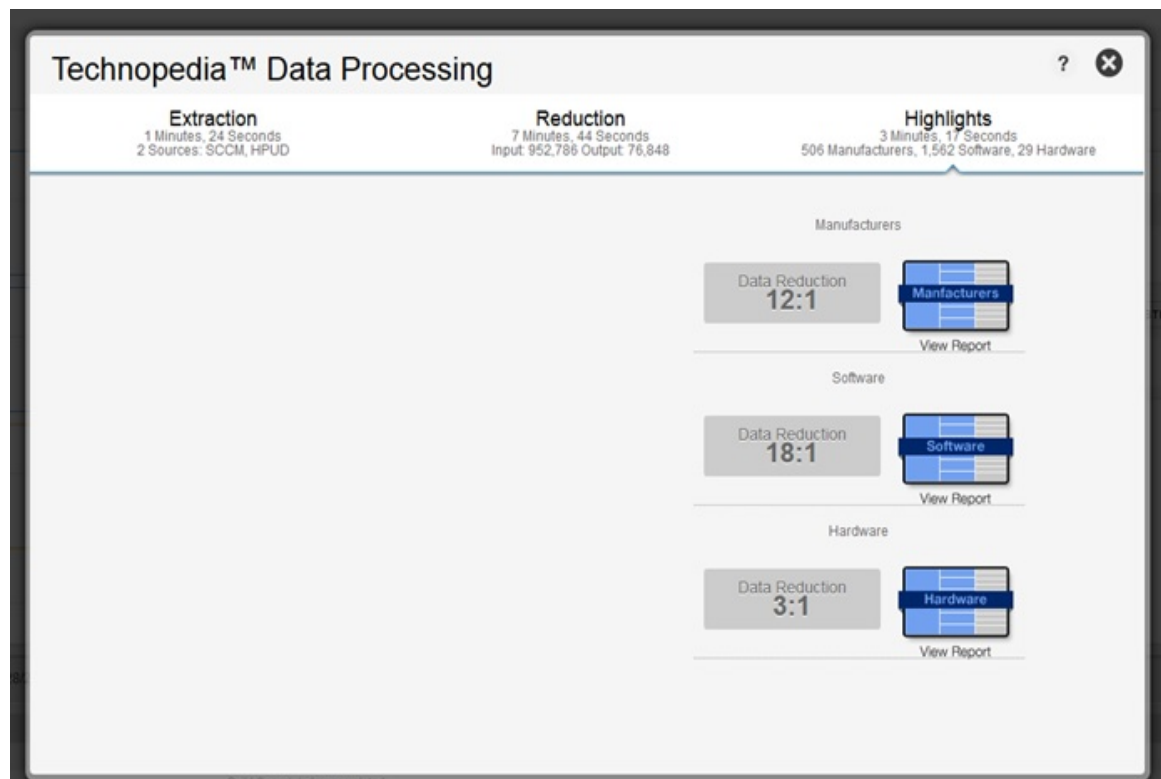 Technopedia™ Data Processing
?
Extraction
1 Minutes, 24 Seconds
2 Sources: SCCM, HPUD
Reduction
7 Minutes, 44 Seconds
Input: 952,786 Output: 76,848
Highlights
3 Minutes, 17 Seconds
506 Manufacturers, 1,562 Software, 29 Hardware
Manufacturers
Data Reduction
12:1
Manfacturers
View Report
Software
Data Reduction
18:1
Software
View Report
Hardware
Data Reduction
3:1
Hardware
View Report